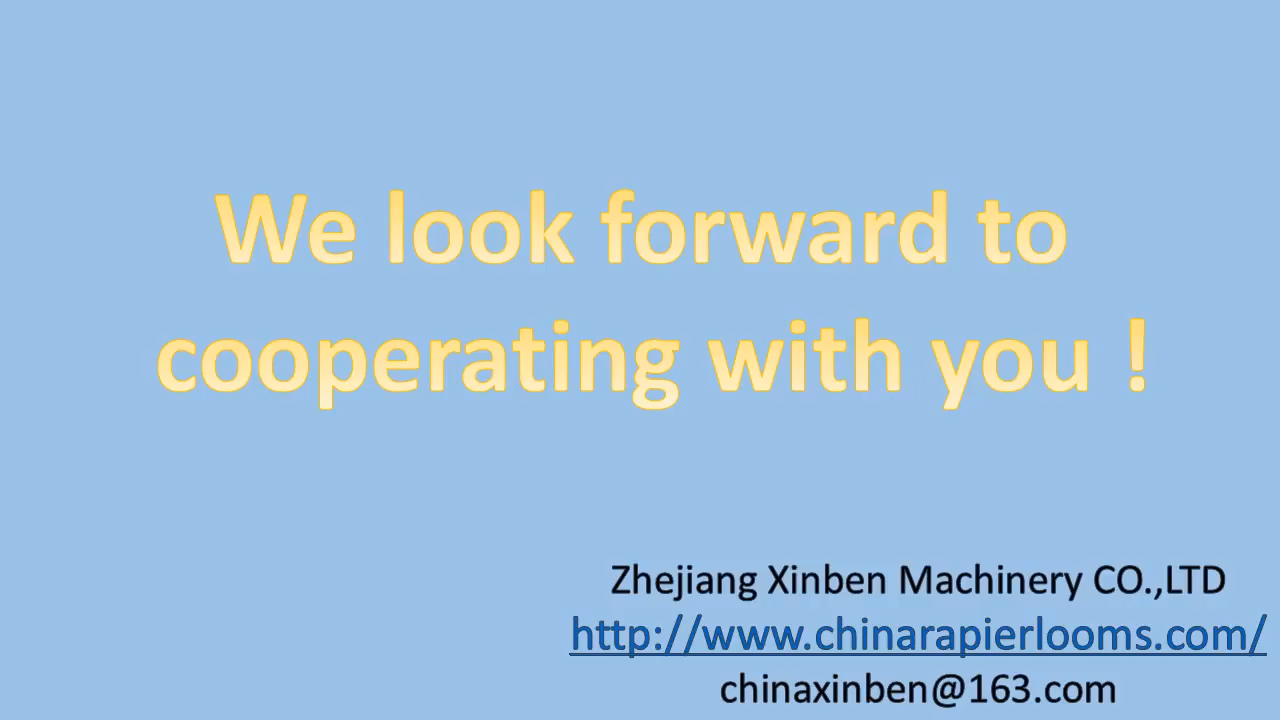 We look forward to
cooperating with you !
Zhejiang Xinben Machinery CO.,LTD
http://www.chinarapierlooms.com/
chinaxinben@163.com